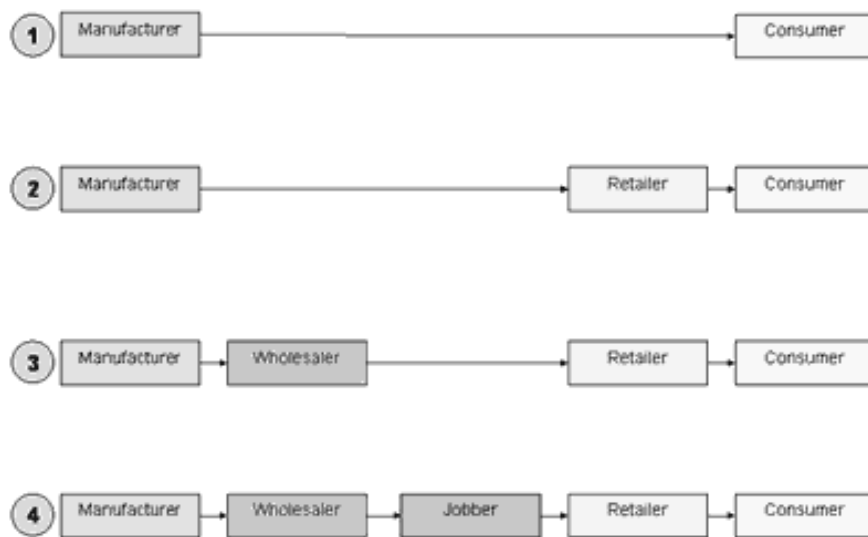 1 Manufacturer Consumer
2 Manufacturer Retailer Consumer
3 Manufacturer Wholesaler Retailer Consumer
4 Manufacturer Wholesaler Jobber Retailer Consumer